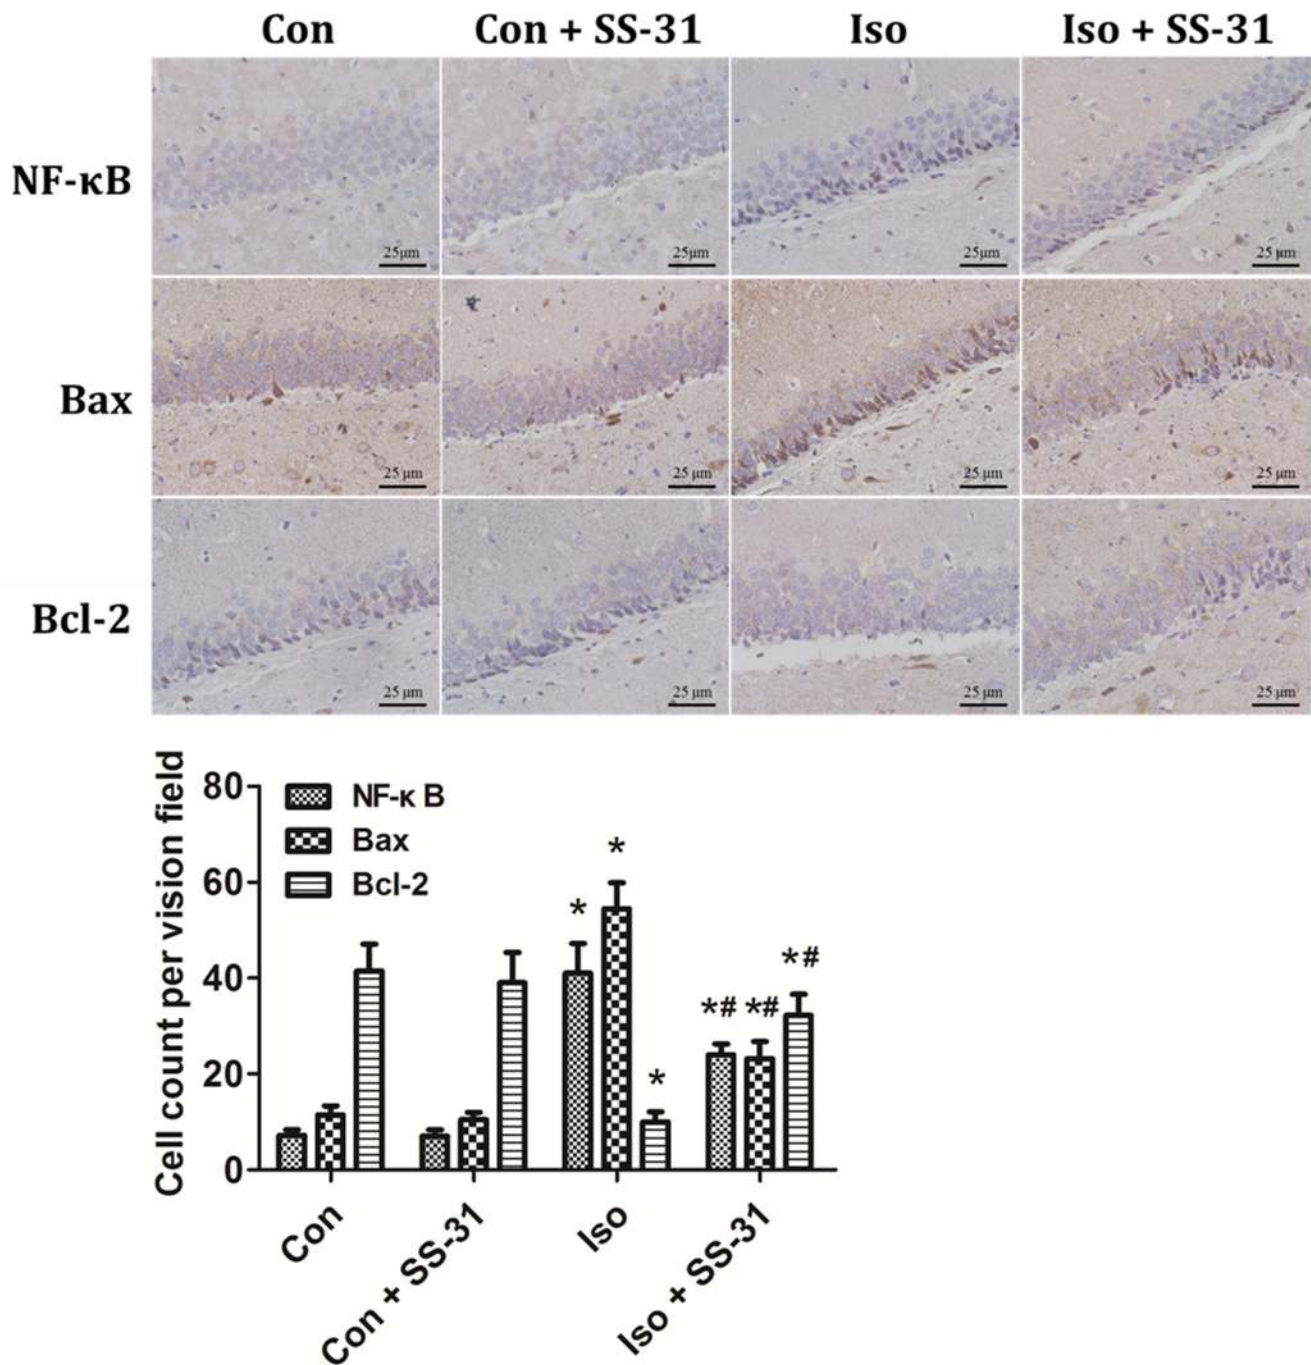 Con Con + SS-31 Iso Iso + SS-31
NF-κB
25μm 25μm 25μm 25μm
Bax
25 μm 25 μm 25 μm 25 μm
Bcl-2
25 μm 25 μm 25 μm 25 μm
Cell count per vision field
80
60
40
20
0
NF-κ B
Bax
Bcl-2
*
*
*
*# *# *#
Con
Con + SS-31
Iso
Iso + SS-31